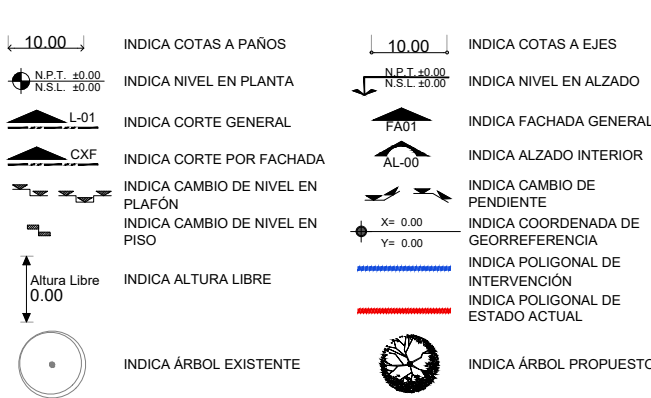 10.00 INDICA COTAS A PAÑOS
N.P.T. ±0.00
N.S.L. ±0.00
INDICA NIVEL EN PLANTA
L-01 INDICA CORTE GENERAL
CXF INDICA CORTE POR FACHADA
INDICA CAMBIO DE NIVEL EN
PLAFÓN
INDICA CAMBIO DE NIVEL EN
PISO
Altura Libre
0.00
INDICA ALTURA LIBRE
INDICA ÁRBOL EXISTENTE
10.00 INDICA COTAS A EJES
N.P.T. ±0.00
N.S.L. ±0.00
INDICA NIVEL EN ALZADO
FA01
INDICA FACHADA GENERAL
AL-00
INDICA ALZADO INTERIOR
INDICA CAMBIO DE
PENDIENTE
X= 0.00
Y= 0.00
INDICA COORDENADA DE
GEORREFERENCIA
INDICA POLIGONAL DE
INTERVENCIÓN
INDICA POLIGONAL DE
ESTADO ACTUAL
INDICA ÁRBOL PROPUESTO